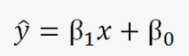 ŷ = β₁x + β₀